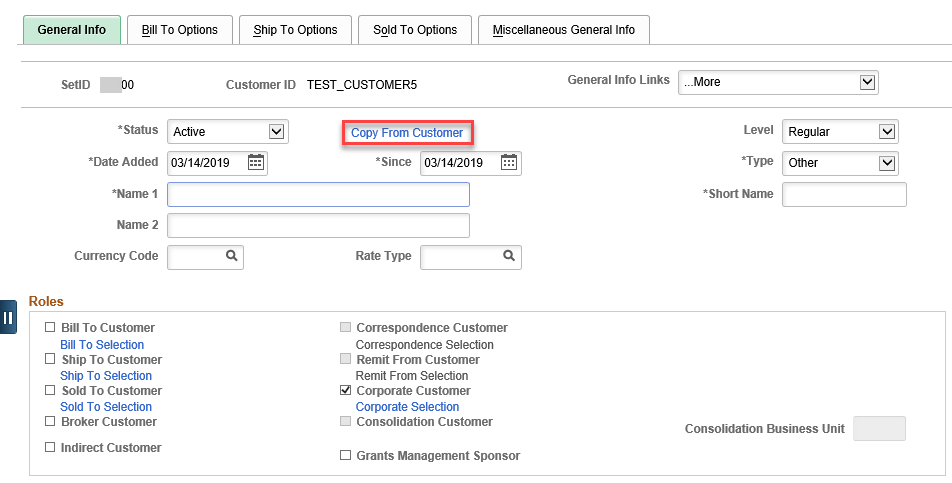 General Info Bill To Options Ship To Options Sold To Options Miscellaneous General Info
SetID 00 Customer ID TEST_CUSTOMER5 General Info Links ...More
*Status Active Copy From Customer Level Regular
*Date Added 03/14/2019 *Since 03/14/2019 *Type Other
*Name 1 *Short Name
Name 2
Currency Code Rate Type
Roles
Bill To Customer Correspondence Customer
Bill To Selection Correspondence Selection
Ship To Customer Remit From Customer
Ship To Selection Remit From Selection
Sold To Customer Corporate Customer
Sold To Selection Corporate Selection
Broker Customer Consolidation Customer Consolidation Business Unit
Indirect Customer
Grants Management Sponsor